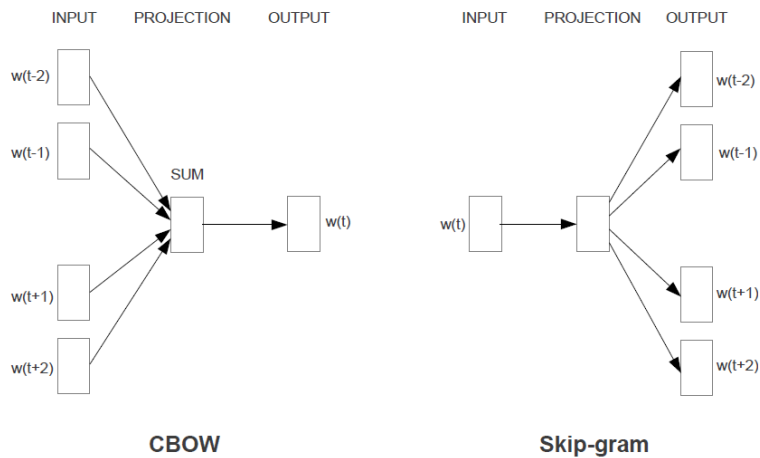 INPUT PROJECTION OUTPUT
w(t-2)
w(t-1)
SUM
w(t)
w(t+1)
w(t+2)
CBOW
INPUT PROJECTION OUTPUT
w(t-2)
w(t-1)
w(t)
w(t+1)
w(t+2)
Skip-gram